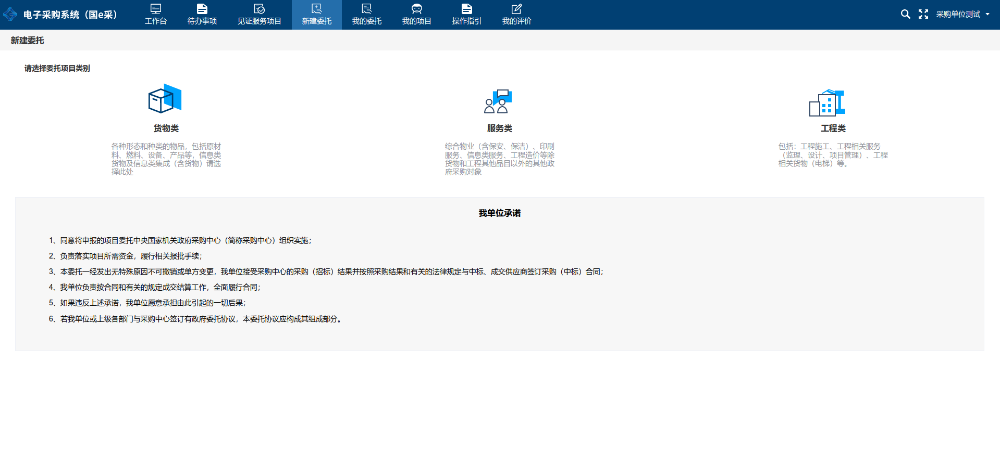 电子采购系统（国e采）
工作台
待办事项
见证服务项目
新建委托
我的委托
我的项目
操作指引
我的评价
采购单位测试
新建委托
请选择委托项目类别
货物类
各种形态和种类的物品，包括原材
料、燃料、设备、产品等，信息类
货物及信息类集成（含货物）请选
择此处
服务类
综合物业（含保安、保洁）、印刷
服务、信息类服务、工程造价等除
货物和工程其他品目以外的其他政
府采购对象
工程类
包括：工程施工、工程相关服务
（监理、设计、项目管理）、工程
相关货物（电梯）等。
我单位承诺
1、同意将申报的项目委托中央国家机关政府采购中心（简称采购中心）组织实施；
2、负责落实项目所需资金，履行相关报批手续；
3、本委托一经发出无特殊原因不可撤销或单方变更，我单位接受采购中心的采购（招标）结果并按照采购结果和有关的法律规定与中标、成交供应商签订采购（中标）合同；
4、我单位负责按合同和有关的规定成交结算工作，全面履行合同；
5、如果违反上述承诺，我单位愿意承担由此引起的一切后果；
6、若我单位或上级各部门与采购中心签订有政府委托协议，本委托协议应构成其组成部分。